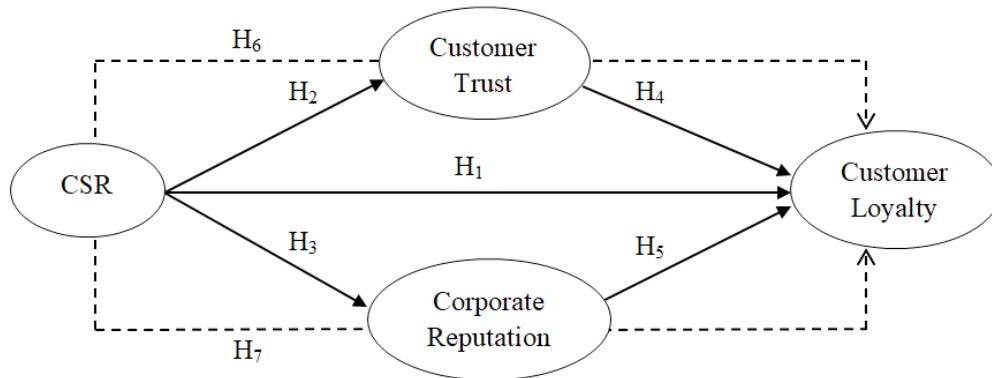 H₆
Customer
Trust
H₂
H₄
CSR
H₁
Customer
Loyalty
H₃
H₅
Corporate
Reputation
H₇